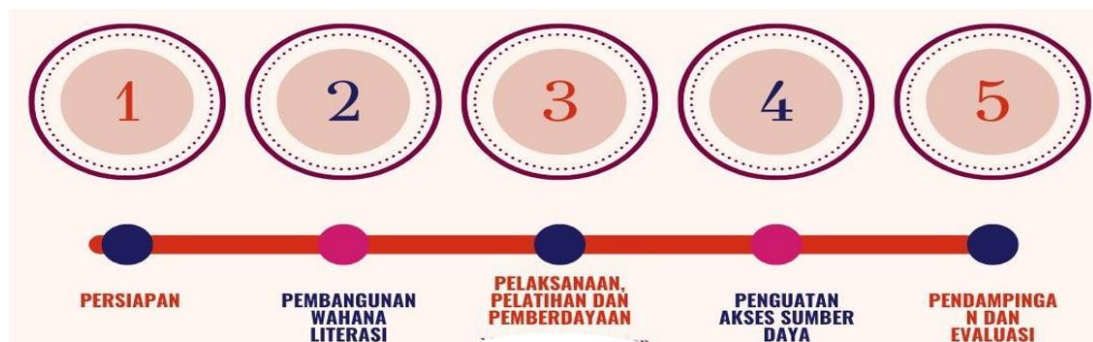 1 2 3 4 5
PERSIAPAN
PEMBANGUNAN
WAHANA
LITERASI
PELAKSANAAN,
PELATIHAN DAN
PEMBERDAYAAN
PENGUATAN
AKSES SUMBER
DAYA
PENDAMPINGA
N DAN
EVALUASI